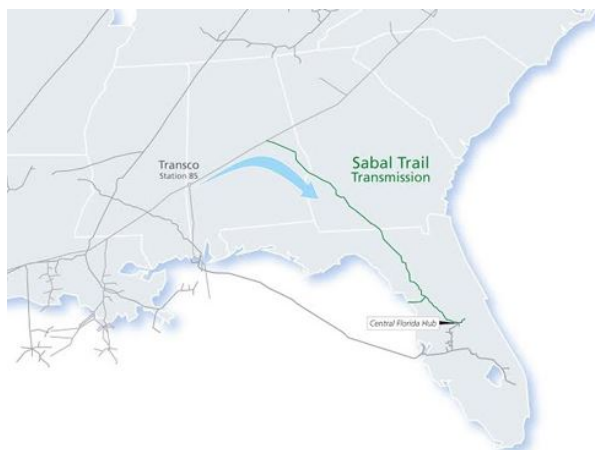 Transco
Station 85
Sabal Trail
Transmission
Central Florida Hub